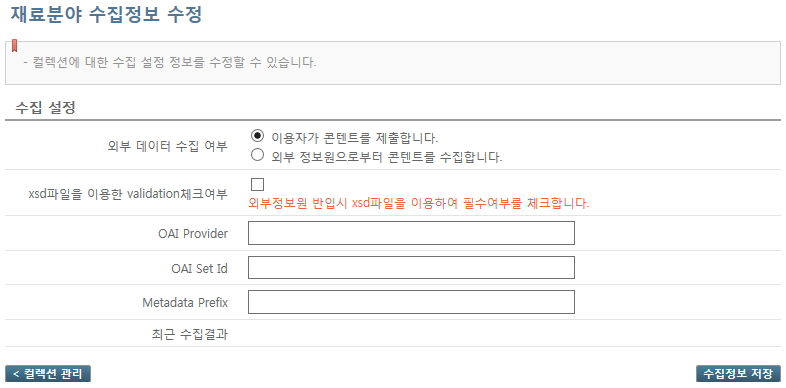 재료분야 수집정보 수정
- 컬렉션에 대한 수집 설정 정보를 수정할 수 있습니다.
수집 설정
외부 데이터 수집 여부
이용자가 콘텐트를 제출합니다.
외부 정보원으로부터 콘텐트를 수집합니다.
xsd파일을 이용한 validation체크여부
외부정보원 반입시 xsd파일을 이용하여 필수여부를 체크합니다.
OAI Provider
OAI Set Id
Metadata Prefix
최근 수집결과
< 컬렉션 관리
수집정보 저장